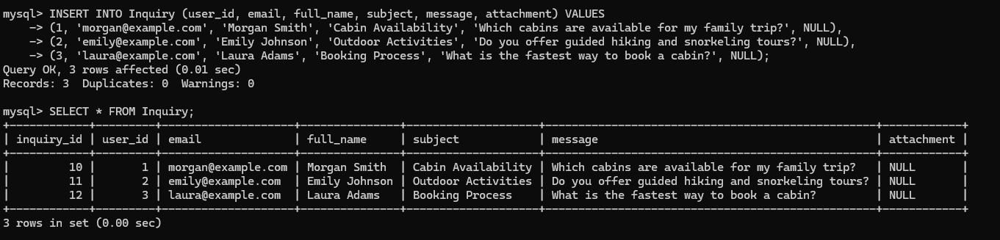 mysql> INSERT INTO Inquiry (user_id, email, full_name, subject, message, attachment) VALUES
    -> (1, 'morgan@example.com', 'Morgan Smith', 'Cabin Availability', 'Which cabins are available for my family trip?', NULL),
    -> (2, 'emily@example.com', 'Emily Johnson', 'Outdoor Activities', 'Do you offer guided hiking and snorkeling tours?', NULL),
    -> (3, 'laura@example.com', 'Laura Adams', 'Booking Process', 'What is the fastest way to book a cabin?', NULL);
Query OK, 3 rows affected (0.01 sec)
Records: 3  Duplicates: 0  Warnings: 0

mysql> SELECT * FROM Inquiry;
+------------+---------+--------------------+---------------+--------------------+--------------------------------------------------+------------+
| inquiry_id | user_id | email              | full_name     | subject            | message                                          | attachment |
+------------+---------+--------------------+---------------+--------------------+--------------------------------------------------+------------+
|         10 |       1 | morgan@example.com | Morgan Smith  | Cabin Availability | Which cabins are available for my family trip?   | NULL       |
|         11 |       2 | emily@example.com  | Emily Johnson | Outdoor Activities | Do you offer guided hiking and snorkeling tours? | NULL       |
|         12 |       3 | laura@example.com  | Laura Adams   | Booking Process    | What is the fastest way to book a cabin?         | NULL       |
+------------+---------+--------------------+---------------+--------------------+--------------------------------------------------+------------+
3 rows in set (0.00 sec)